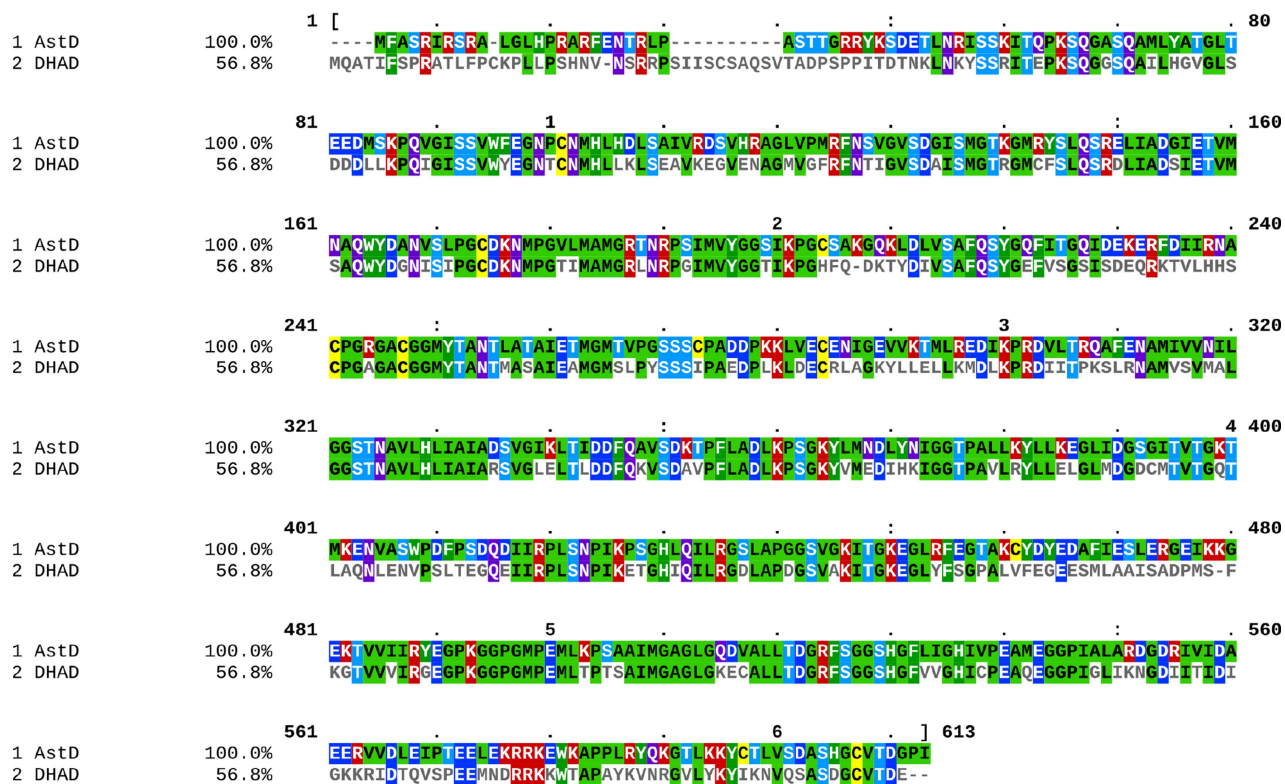 1 [ . . . . : . . . 80
1 AstD 100.0% ----MFASRIRSRA-LGLHPRARFENTRLP----------ASTTGRRYKSDETLNRISSKITQPKSQGASQAMLYATGLT
2 DHAD 56.8% MQATIFSPRATLFPCKPLLPSHNV-NSRRPSIISCSAQSVTADPSPPITDTNKLNKYSSRITEPKSQGGSQAILHGVGLS
81 . 1 . . . . : . 160
1 AstD 100.0% EEDMSKPQVGISSVWFEGNPCNMHLHDLSAIVRDSVHRAGLVPMRFNSVGVSDGISMGTKGMRYSLQSRELIADGIETVM
2 DHAD 56.8% DDDLLKPQIGISSVWYEGNTCNMHLLKLSEAVKEGVENAGMVGFRFNTIGVSDAISMGTRGMCFSLQSRDLIADSIETVM
161 . . . 2 . . . . 240
1 AstD 100.0% NAQWYDANVSLPGCDKNMPGVLMAMGRTNRPSIMVYGGSIKPGCSAKGQKLDLVSAFQSYGQFITGQIDEKERFDIIRNA
2 DHAD 56.8% SAQWYDGNISIPGCDKNMPGTIMAMGRLNRPGIMVYGGTIKPGHFQ-DKTYDIVSAFQSYGEFVSGSISDEQRKTVLHHS
241 : . . . . 3 . . 320
1 AstD 100.0% CPGRGACGGMYTANTLATAIETMGMTVPGSSSCPADDPKKLVECENIGEVVKTMLREDIKPRDVLTRQAFENAMIVVNIL
2 DHAD 56.8% CPGAGACGGMYTANTMASAIEAMGMSLPYSSSIPAEDPLKLDECRLAGKYLLELLKMDLKPRDIITPKSLRNAMVSVMAL
321 . . : . . . . 4 400
1 AstD 100.0% GGSTNAVLHLIAIADSVGIKLTIDDFQAVSDKTPFLADLKPSGKYLMNDLYNIGGTPALLKYLLKEGLIDGSGITVTGKT
2 DHAD 56.8% GGSTNAVLHLIAIARSVGLELTLDDFQKVSDAVPFLADLKPSGKYVMEDIHKIGGTPAVLRYLLELGLMDGDCMTVTGQT
401 . . . . : . . . 480
1 AstD 100.0% MKENVASWPDFPSDQDIIRPLSNPIKPSGHLQILRGSLAPGGSVGKITGKEGLRFEGTAKCYDYEDAFIESLERGEIKKG
2 DHAD 56.8% LAQNLENVPSLTEGQEIIRPLSNPIKETGHIQILRGDLAPDGSVAKITGKEGLYFSGPALVFEGEESMLAAISADPMS-F
481 . 5 . . . . : . 560
1 AstD 100.0% EKTVVIIRYEGPKGGPGMPEMLKPSAAIMGAGLGQDVALLTDGRFSGGSHGFLIGHIVPEAMEGGPIALARDGDRIVIDA
2 DHAD 56.8% KGTVVVIRGEGPKGGPGMPEMLTPTSAIMGAGLGKECALLTDGRFSGGSHGFVVGHICPEAQEGGPIGLIKNGDIITIDI
561 . . . 6 . ] 613
1 AstD 100.0% EERVVDLEIPTEELEKRRKEWKAPPLRYQKGTLKKYCTLVSDASHGCVTDGPI
2 DHAD 56.8% GKKRIDTQVSPEEMNDRRKKWTAPAYKVNRGVLYKYIKNVQSASDGCVTDE--